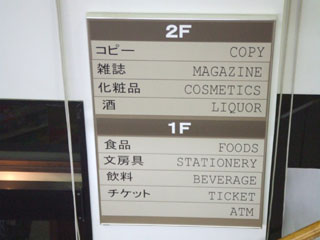 2F
コピー COPY
雑誌 MAGAZINE
化粧品 COSMETICS
酒 LIQUOR
1F
食品 FOODS
文房具 STATIONERY
飲料 BEVERAGE
チケット TICKET
ATM